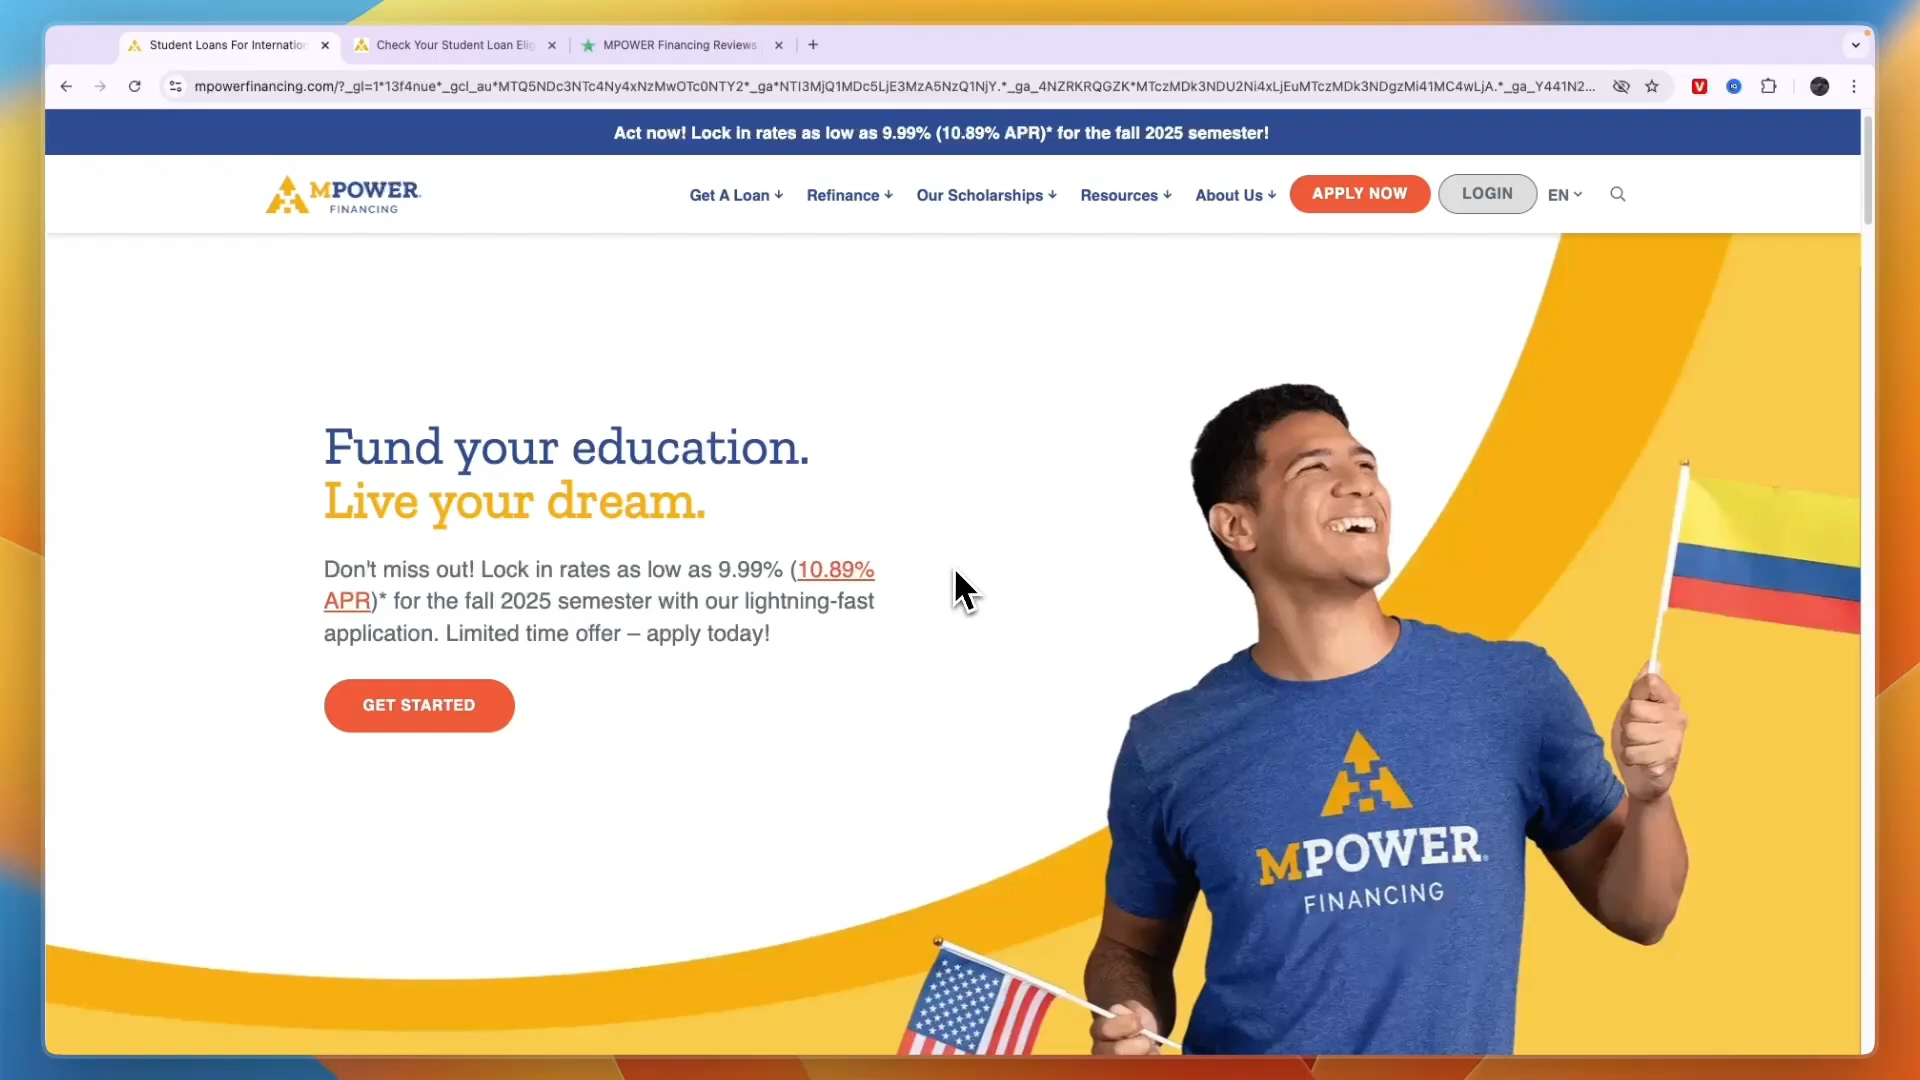 Student Loans For Internatio
Check Your Student Loan Elig
MPOWER Financing Reviews
mpowerfinancing.com/?_gl=1*13f4nue*_gcl_au*MTQ5NDc3NTc4Ny4xNzMwOTc0NTY2*_ga*NTI3MjQ1MDc5LjE3MzA5NzQ1NjY.*_ga_4NZRKRQGZK*MTczMDk3NDU2Ni4xLjEuMTczMDk3NDgzMi41MC4wLjA.*_ga_Y441N2...
Act now! Lock in rates as low as 9.99% (10.89% APR)* for the fall 2025 semester!
MPOWER
FINANCING
Get A Loan
Refinance
Our Scholarships
Resources
About Us
APPLY NOW
LOGIN
EN
Fund your education.
Live your dream.
Don't miss out! Lock in rates as low as 9.99% (10.89%
APR)* for the fall 2025 semester with our lightning-fast
application. Limited time offer – apply today!
GET STARTED
MPOWER
FINANCING